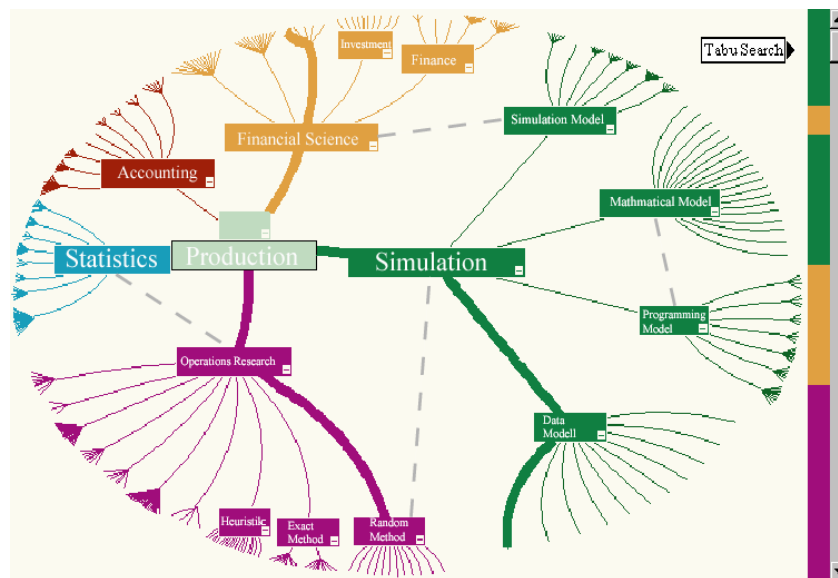 Investment
Finance
Tabu Search
Simulation Model
Financial Science
Accounting
Mathmatical Model
Statistics
Production
Simulation
Programming
Model
Operations Research
Data
Modell
Heuristilc
Exact
Method
Random
Method